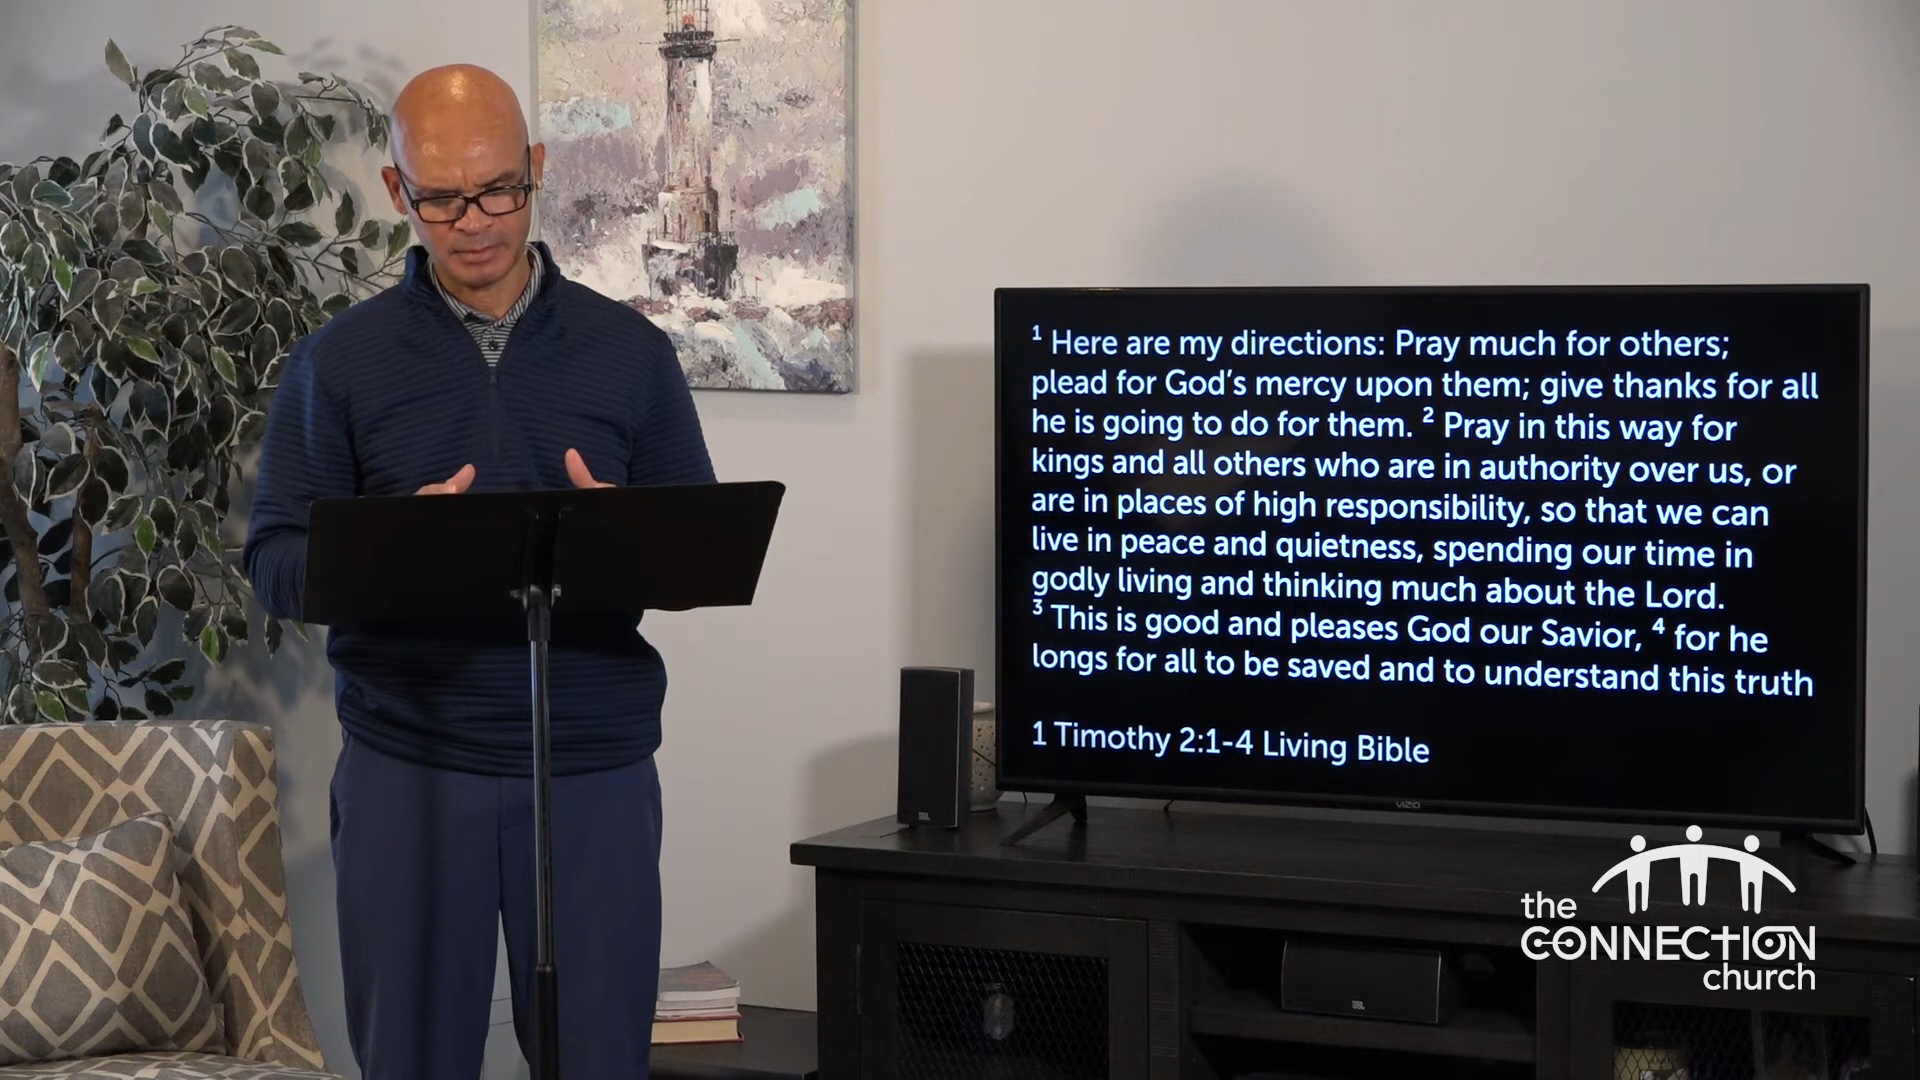 ¹ Here are my directions: Pray much for others;
plead for God's mercy upon them; give thanks for all
he is going to do for them. ² Pray in this way for
kings and all others who are in authority over us, or
are in places of high responsibility, so that we can
live in peace and quietness, spending our time in
godly living and thinking much about the Lord.
³ This is good and pleases God our Savior, ⁴ for he
longs for all to be saved and to understand this truth
1 Timothy 2:1-4 Living Bible
VIZIO
JBL
the
CONNECTION
church
JBL